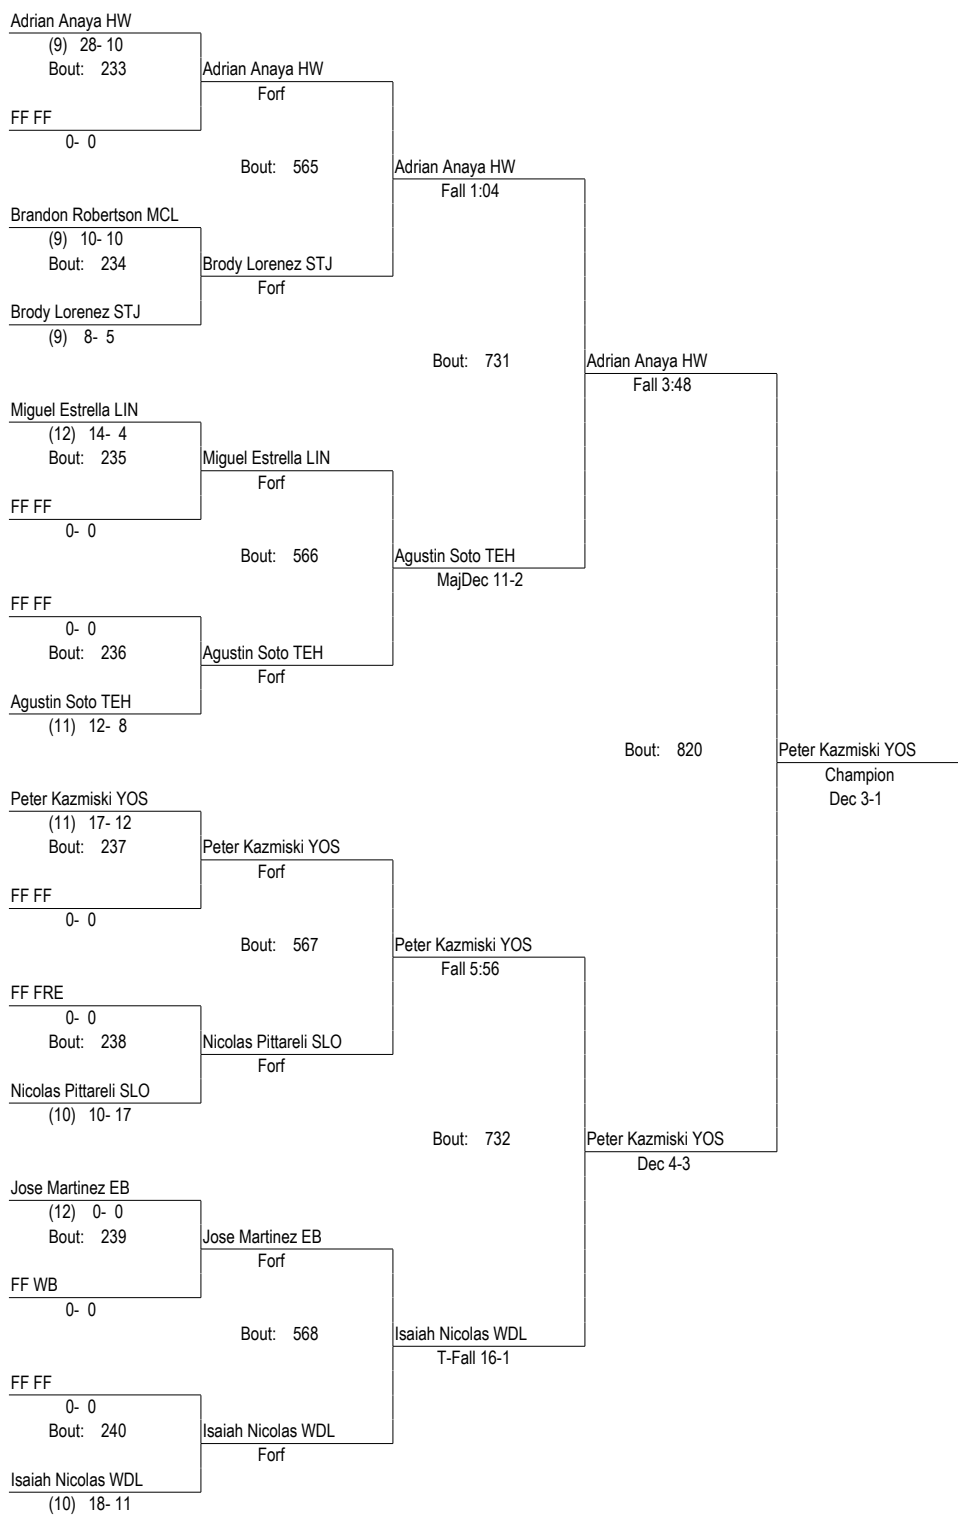 Adrian Anaya HW
(9) 28- 10
Bout: 233
Adrian Anaya HW
Forf
FF FF
0- 0
Bout: 565
Adrian Anaya HW
Fall 1:04
Brandon Robertson MCL
(9) 10- 10
Bout: 234
Brody Lorenez STJ
Forf
Brody Lorenez STJ
(9) 8- 5
Bout: 731
Adrian Anaya HW
Fall 3:48
Miguel Estrella LIN
(12) 14- 4
Bout: 235
Miguel Estrella LIN
Forf
FF FF
0- 0
Bout: 566
Agustin Soto TEH
MajDec 11-2
FF FF
0- 0
Bout: 236
Agustin Soto TEH
Forf
Agustin Soto TEH
(11) 12- 8
Bout: 820
Peter Kazmiski YOS
Champion
Dec 3-1
Peter Kazmiski YOS
(11) 17- 12
Bout: 237
Peter Kazmiski YOS
Forf
FF FF
0- 0
Bout: 567
Peter Kazmiski YOS
Fall 5:56
FF FRE
0- 0
Bout: 238
Nicolas Pittareli SLO
Forf
Nicolas Pittareli SLO
(10) 10- 17
Bout: 732
Peter Kazmiski YOS
Dec 4-3
Jose Martinez EB
(12) 0- 0
Bout: 239
Jose Martinez EB
Forf
FF WB
0- 0
Bout: 568
Isaiah Nicolas WDL
T-Fall 16-1
FF FF
0- 0
Bout: 240
Isaiah Nicolas WDL
Forf
Isaiah Nicolas WDL
(10) 18- 11